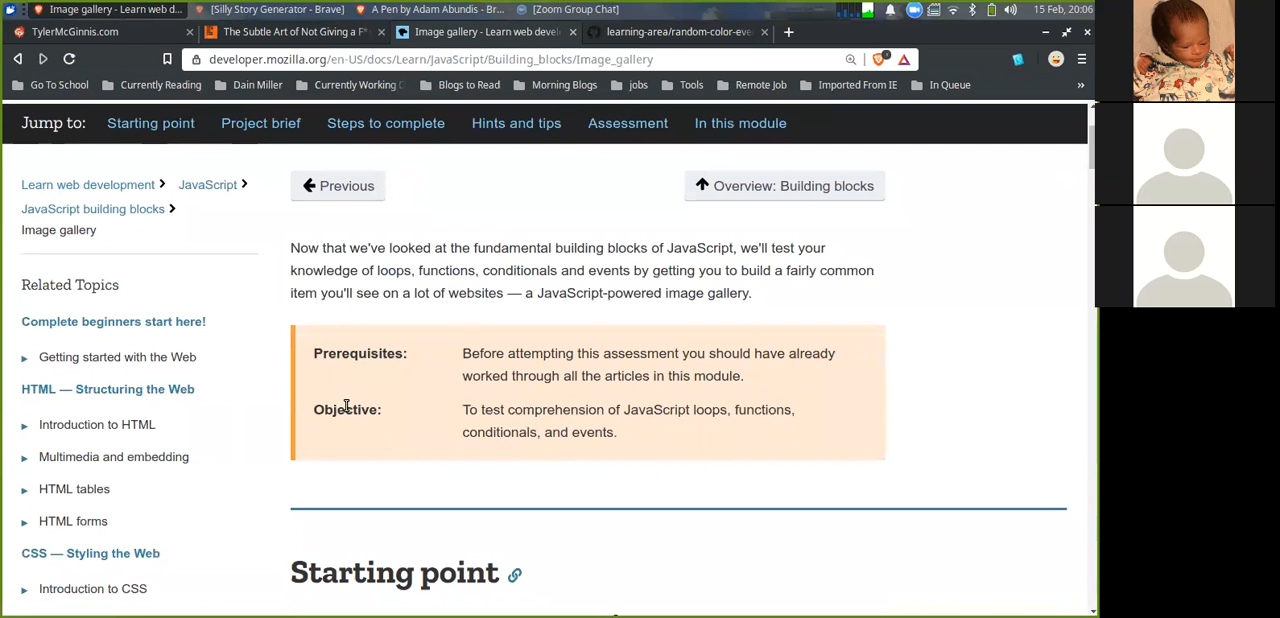 Image gallery - Learn web d...
[Silly Story Generator - Brave]
A Pen by Adam Abundis - Br...
[Zoom Group Chat]
15 Feb, 20:06
TylerMcGinnis.com
The Subtle Art of Not Giving a F*
Image gallery - Learn web devel
learning-area/random-color-eve
developer.mozilla.org/en-US/docs/Learn/JavaScript/Building_blocks/Image_gallery
Go To School
Currently Reading
Dain Miller
Currently Working
Blogs to Read
Morning Blogs
jobs
Tools
Remote Job
Imported From IE
In Queue
»
Jump to:
Starting point
Project brief
Steps to complete
Hints and tips
Assessment
In this module
Learn web development
JavaScript
JavaScript building blocks
Image gallery
Related Topics
Complete beginners start here!
Getting started with the Web
HTML — Structuring the Web
Introduction to HTML
Multimedia and embedding
HTML tables
HTML forms
CSS — Styling the Web
Introduction to CSS
Previous
Overview: Building blocks
Now that we've looked at the fundamental building blocks of JavaScript, we'll test your
knowledge of loops, functions, conditionals and events by getting you to build a fairly common
item you'll see on a lot of websites — a JavaScript-powered image gallery.
Prerequisites:
Before attempting this assessment you should have already
worked through all the articles in this module.
Objective:
To test comprehension of JavaScript loops, functions,
conditionals, and events.
Starting point